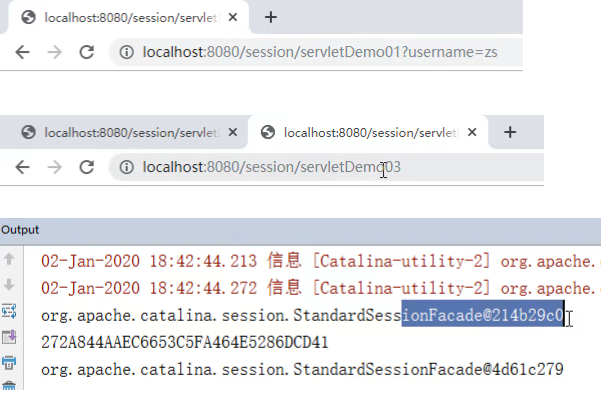 localhost:8080/session/servlet
localhost:8080/session/servletDemo01?username=zs
localhost:8080/session/servlet
localhost:8080/session/servlet
localhost:8080/session/servletDemo03
Output
02-Jan-2020 18:42:44.213 信息 [Catalina-utility-2] org.apache.
02-Jan-2020 18:42:44.272 信息 [Catalina-utility-2] org.apache.
org.apache.catalina.session.StandardSessionFacade@214b29c0
272A844AAEC6653C5FA464E5286DCD41
org.apache.catalina.session.StandardSessionFacade@4d61c279